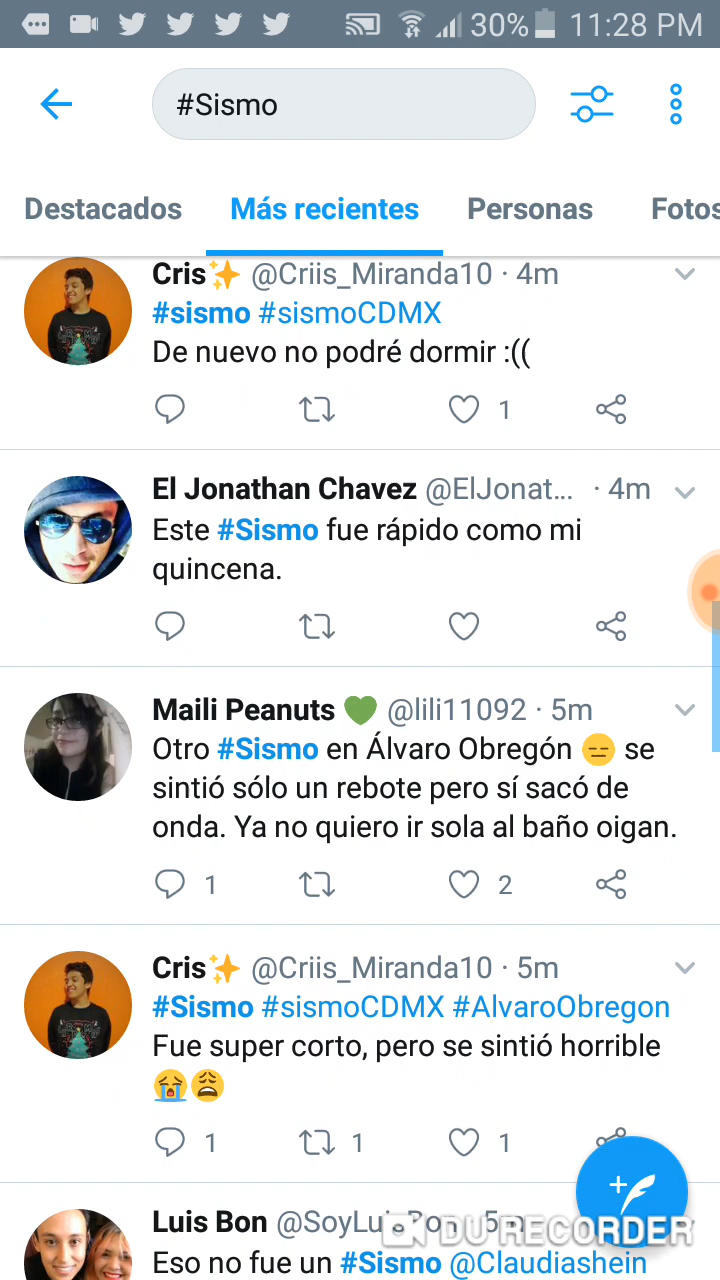 30% 11:28 PM
#Sismo
Destacados Más recientes Personas Fotos
Cris✨ @Criis_Miranda10 · 4m
#sismo #sismoCDMX
De nuevo no podré dormir :((
1
El Jonathan Chavez @ElJonat... · 4m
Este #Sismo fue rápido como mi
quincena.
Maili Peanuts 💚 @lili11092 · 5m
Otro #Sismo en Álvaro Obregón 😑 se
sintió sólo un rebote pero sí sacó de
onda. Ya no quiero ir sola al baño oigan.
1 2
Cris✨ @Criis_Miranda10 · 5m
#Sismo #sismoCDMX #AlvaroObregon
Fue super corto, pero se sintió horrible
😭😩
1 1 1
Luis Bon @SoyLuisBon · 5m
DU RECORDER
Eso no fue un #Sismo @Claudiashein